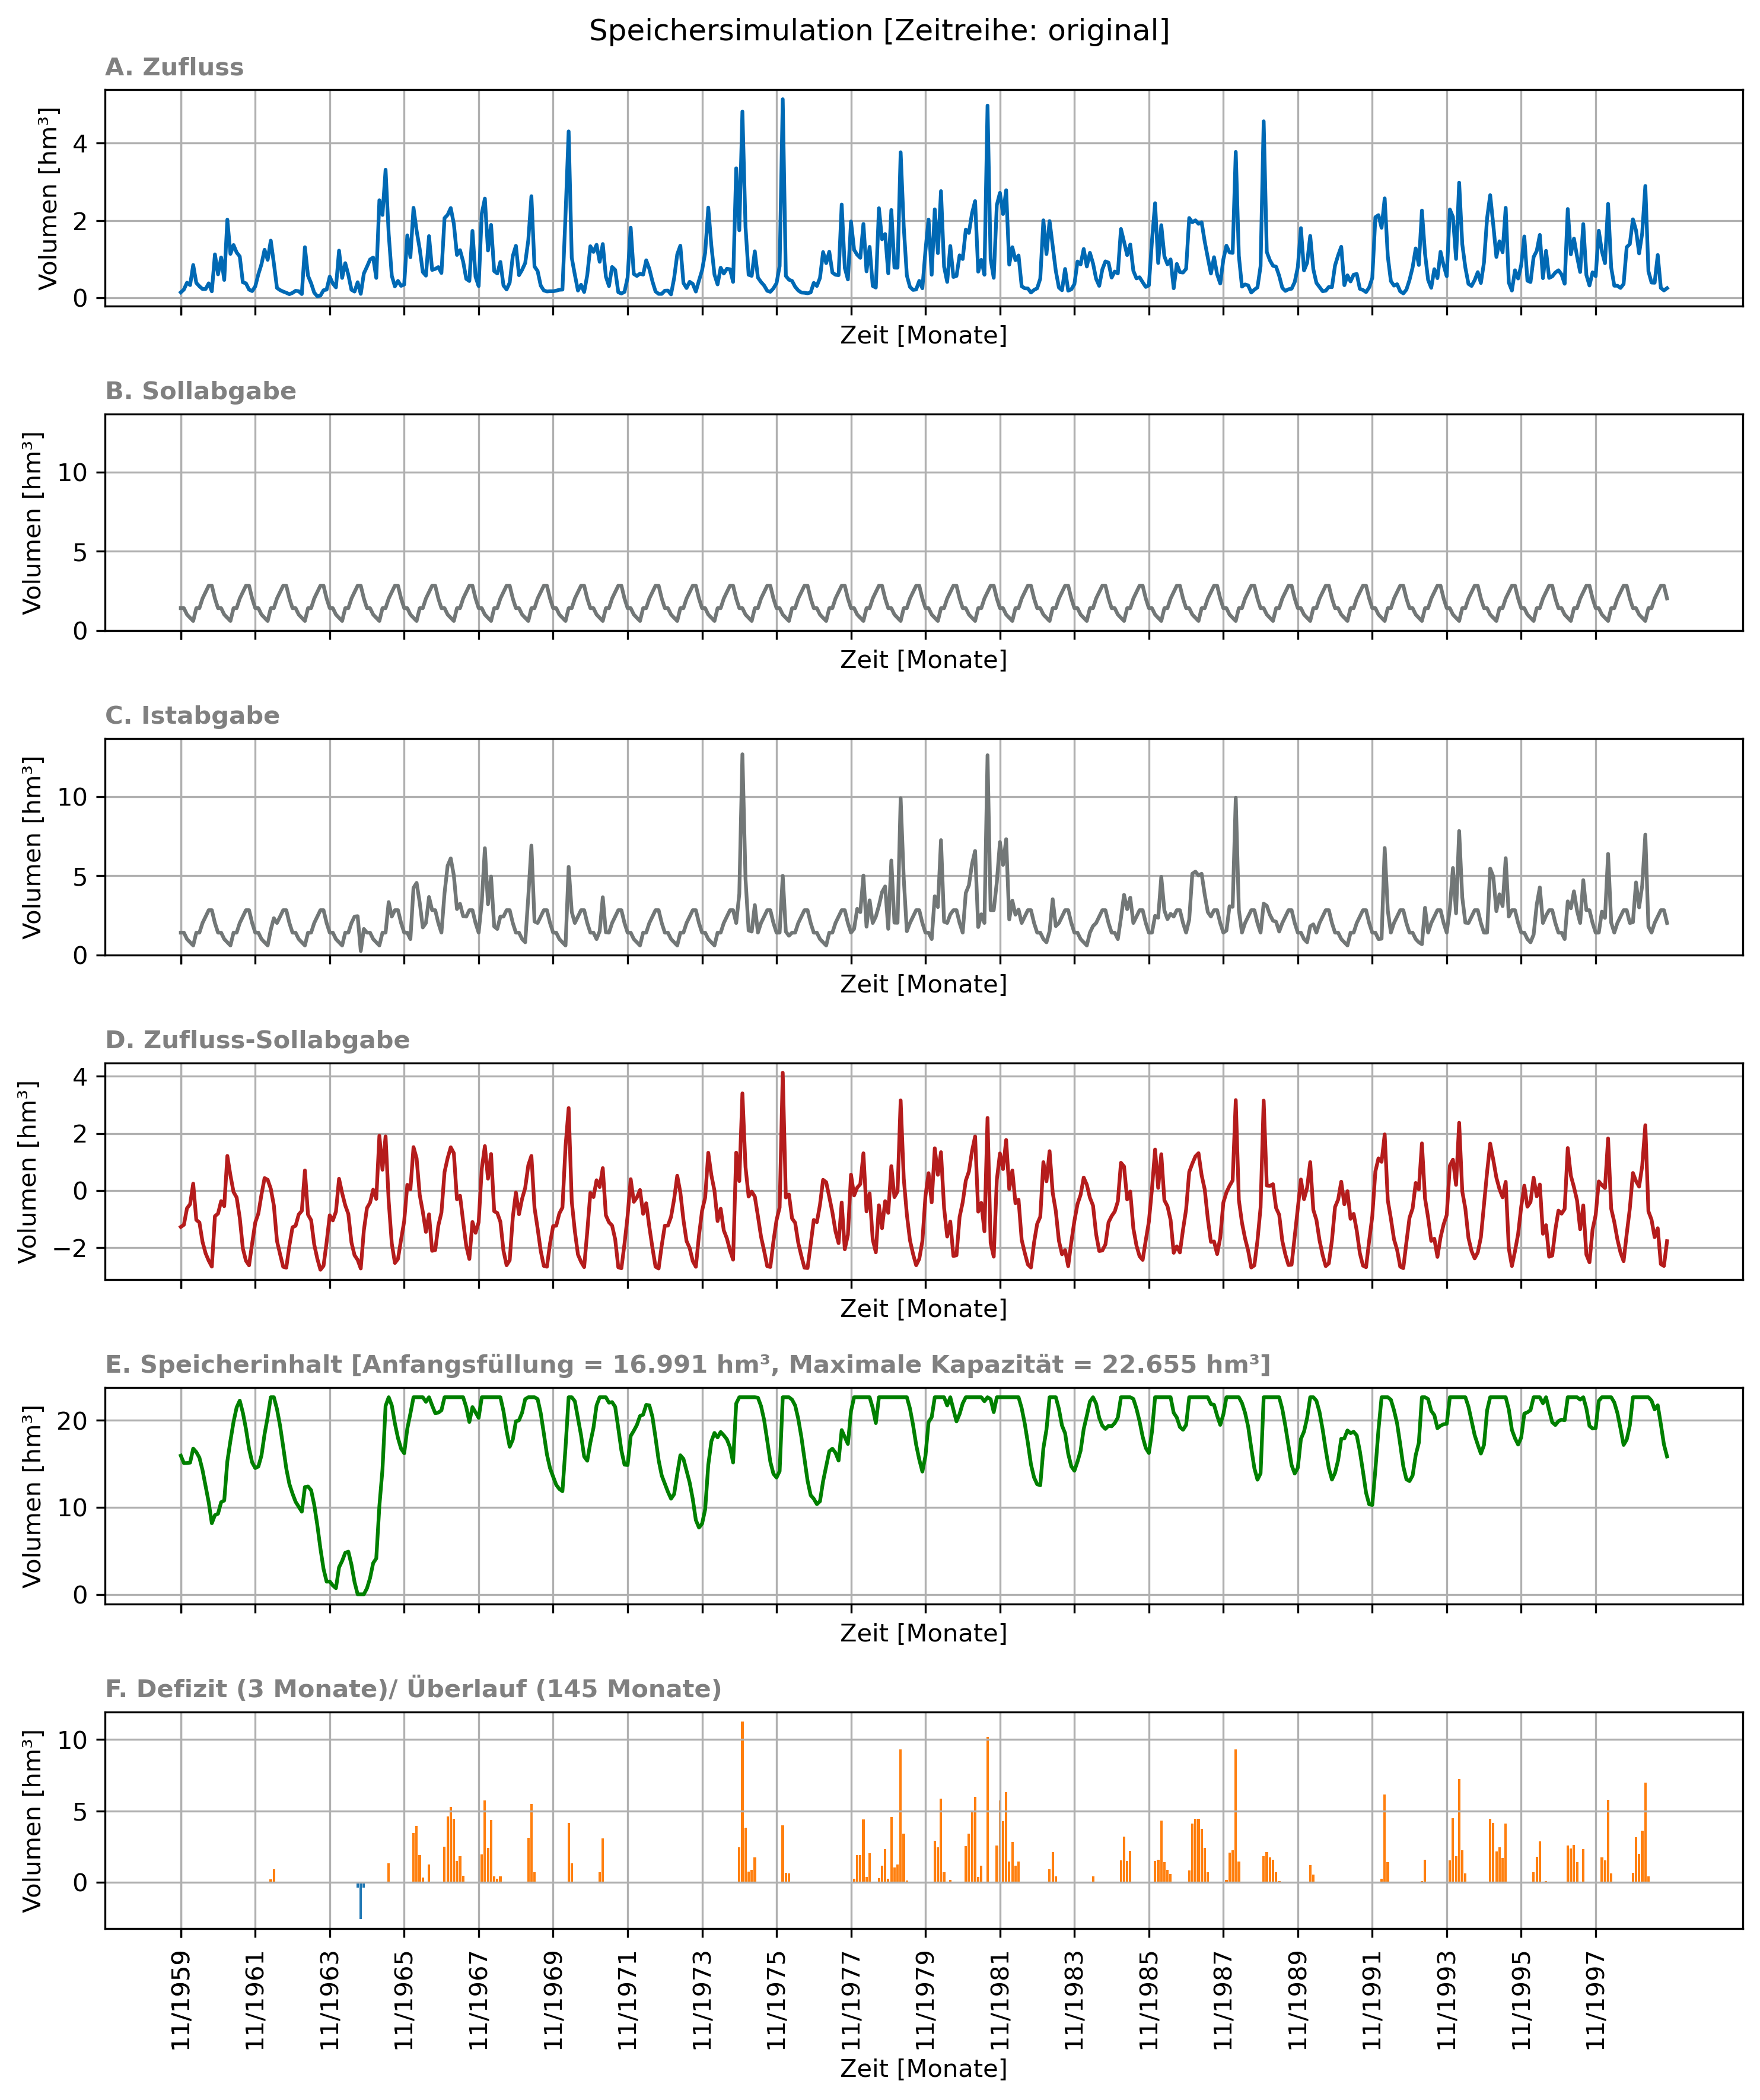 Speichersimulation [Zeitreihe: original]
A. Zufluss
Volumen [hm³]
4
2
0
Zeit [Monate]
B. Sollabgabe
Volumen [hm³]
10
5
0
Zeit [Monate]
C. Istabgabe
Volumen [hm³]
10
5
0
Zeit [Monate]
D. Zufluss-Sollabgabe
Volumen [hm³]
4
2
0
−2
Zeit [Monate]
E. Speicherinhalt [Anfangsfüllung = 16.991 hm³, Maximale Kapazität = 22.655 hm³]
Volumen [hm³]
20
10
0
Zeit [Monate]
F. Defizit (3 Monate)/ Überlauf (145 Monate)
Volumen [hm³]
10
5
0
11/1959
11/1961
11/1963
11/1965
11/1967
11/1969
11/1971
11/1973
11/1975
11/1977
11/1979
11/1981
11/1983
11/1985
11/1987
11/1989
11/1991
11/1993
11/1995
11/1997
Zeit [Monate]